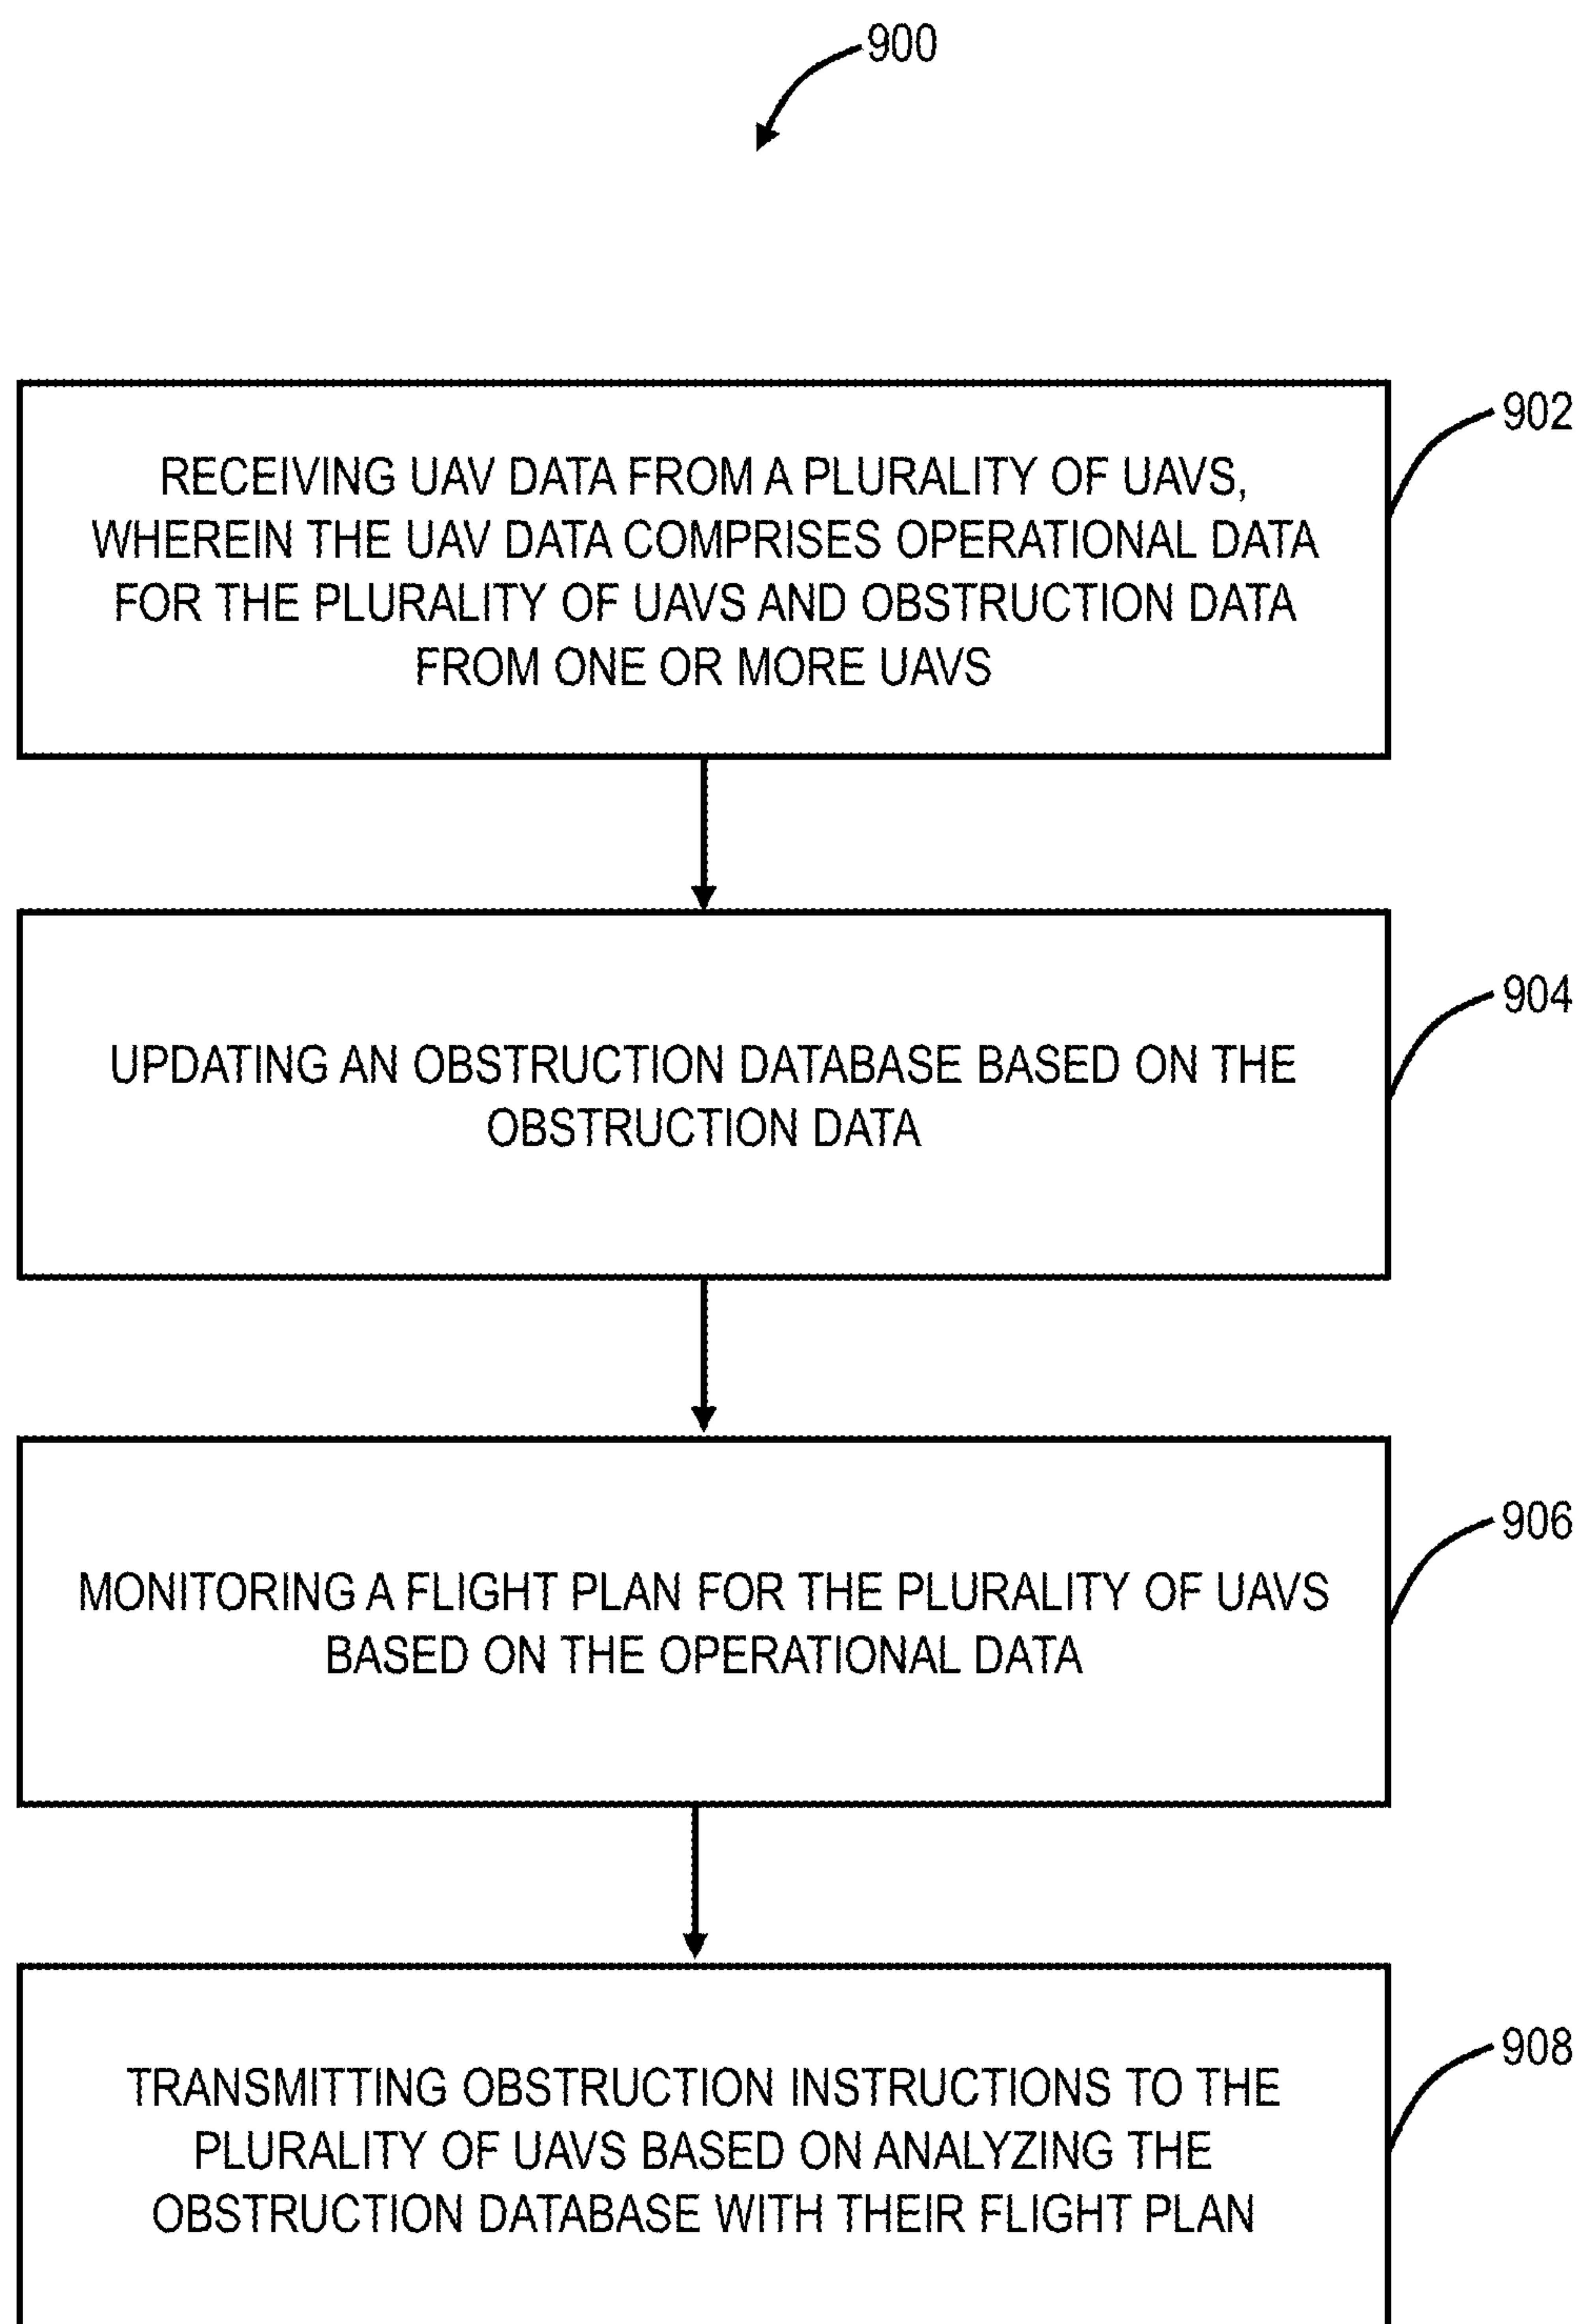 900
902
RECEIVING UAV DATA FROM A PLURALITY OF UAVS,
WHEREIN THE UAV DATA COMPRISES OPERATIONAL DATA
FOR THE PLURALITY OF UAVS AND OBSTRUCTION DATA
FROM ONE OR MORE UAVS
904
UPDATING AN OBSTRUCTION DATABASE BASED ON THE
OBSTRUCTION DATA
906
MONITORING A FLIGHT PLAN FOR THE PLURALITY OF UAVS
BASED ON THE OPERATIONAL DATA
908
TRANSMITTING OBSTRUCTION INSTRUCTIONS TO THE
PLURALITY OF UAVS BASED ON ANALYZING THE
OBSTRUCTION DATABASE WITH THEIR FLIGHT PLAN